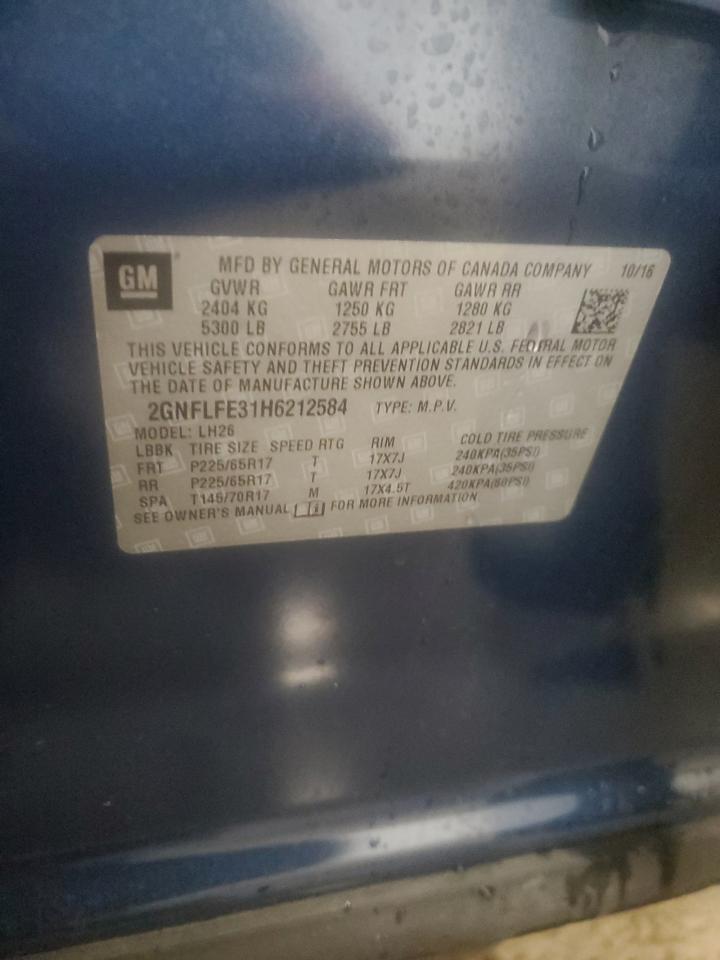 GM
MFD BY GENERAL MOTORS OF CANADA COMPANY 10/16
GVWR GAWR FRT GAWR RR
2404 KG 1250 KG 1280 KG
5300 LB 2755 LB 2821 LB
THIS VEHICLE CONFORMS TO ALL APPLICABLE U.S. FEDERAL MOTOR
VEHICLE SAFETY AND THEFT PREVENTION STANDARDS IN EFFECT ON
THE DATE OF MANUFACTURE SHOWN ABOVE.
2GNFLFE31H6212584 TYPE: M.P.V.
MODEL: LH26
LBBK TIRE SIZE SPEED RTG RIM COLD TIRE PRESSURE
FRT P225/65R17 T 17X7J 240KPA(35PSI)
RR P225/65R17 T 17X7J 240KPA(35PSI)
SPA T145/70R17 M 17X4.5T 420KPA(60PSI)
SEE OWNER'S MANUAL FOR MORE INFORMATION